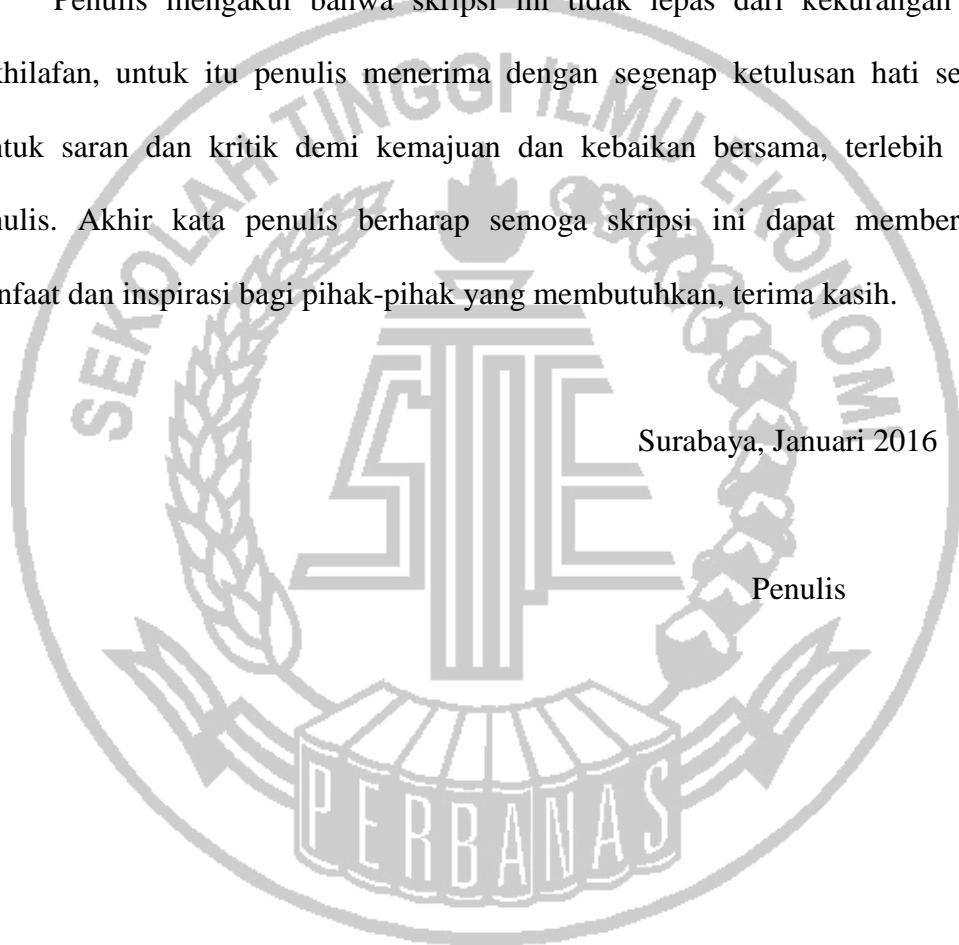 Penulis mengakui bahwa skripsi ini tidak lepas dari kekurangan
khilafan, untuk itu penulis menerima dengan segenap ketulusan hati se
ntuk saran dan kritik demi kemajuan dan kebaikan bersama, terlebih
nulis. Akhir kata penulis berharap semoga skripsi ini dapat member
nfaat dan inspirasi bagi pihak-pihak yang membutuhkan, terima kasih.
Surabaya, Januari 2016
Penulis
SEKOLAH TINGGI ILMU EKONOMI
STIE
PERBANAS